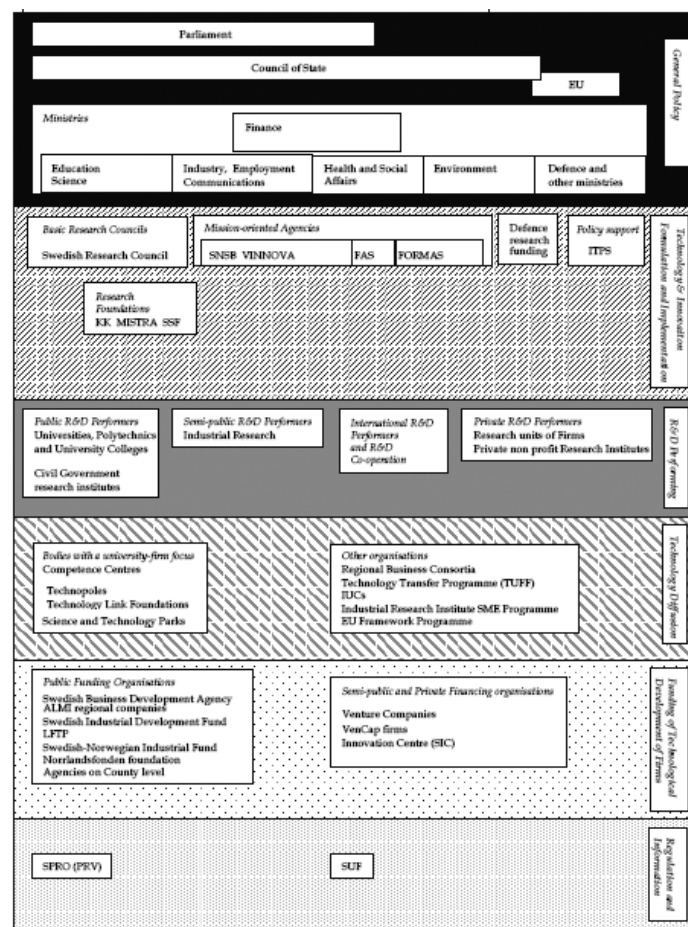 Parliament
Council of State
EU
General Policy
Ministries
Finance
Education
Science
Industry, Employment
Communications
Health and Social
Affairs
Environment
Defence and
other ministries
Basic Research Councils
Swedish Research Council
Mission-oriented Agencies
SNSB VINNOVA
FAS
FORMAS
Defence
research
funding
Policy support
ITPS
Technology & Innovation
Formulation and Implementation
Research
Foundations
KK MISTRA SSF
Public R&D Performers
Universities, Polytechnics
and University Colleges
Civil Government
research institutes
Semi-public R&D Performers
Industrial Research
International R&D
Performers
and R&D
Co-operation
Private R&D Performers
Research units of Firms
Private non profit Research Institutes
R&D Performing
Bodies with a university-firm focus
Competence Centres
Technopoles
Technology Link Foundations
Science and Technology Parks
Other organisations
Regional Business Consortia
Technology Transfer Programme (TUFF)
IUCs
Industrial Research Institute SME Programme
EU Framework Programme
Technology Diffusion
Public Funding Organisations
Swedish Business Development Agency
ALMI regional companies
Swedish Industrial Development Fund
LFTP
Swedish-Norwegian Industrial Fund
Norrlandsfonden foundation
Agencies on County level
Semi-public and Private Financing organisations
Venture Companies
VenCap firms
Innovation Centre (SIC)
Funding of Technological
Development of Firms
SPRO (PRV)
SUF
Regulation and
Information